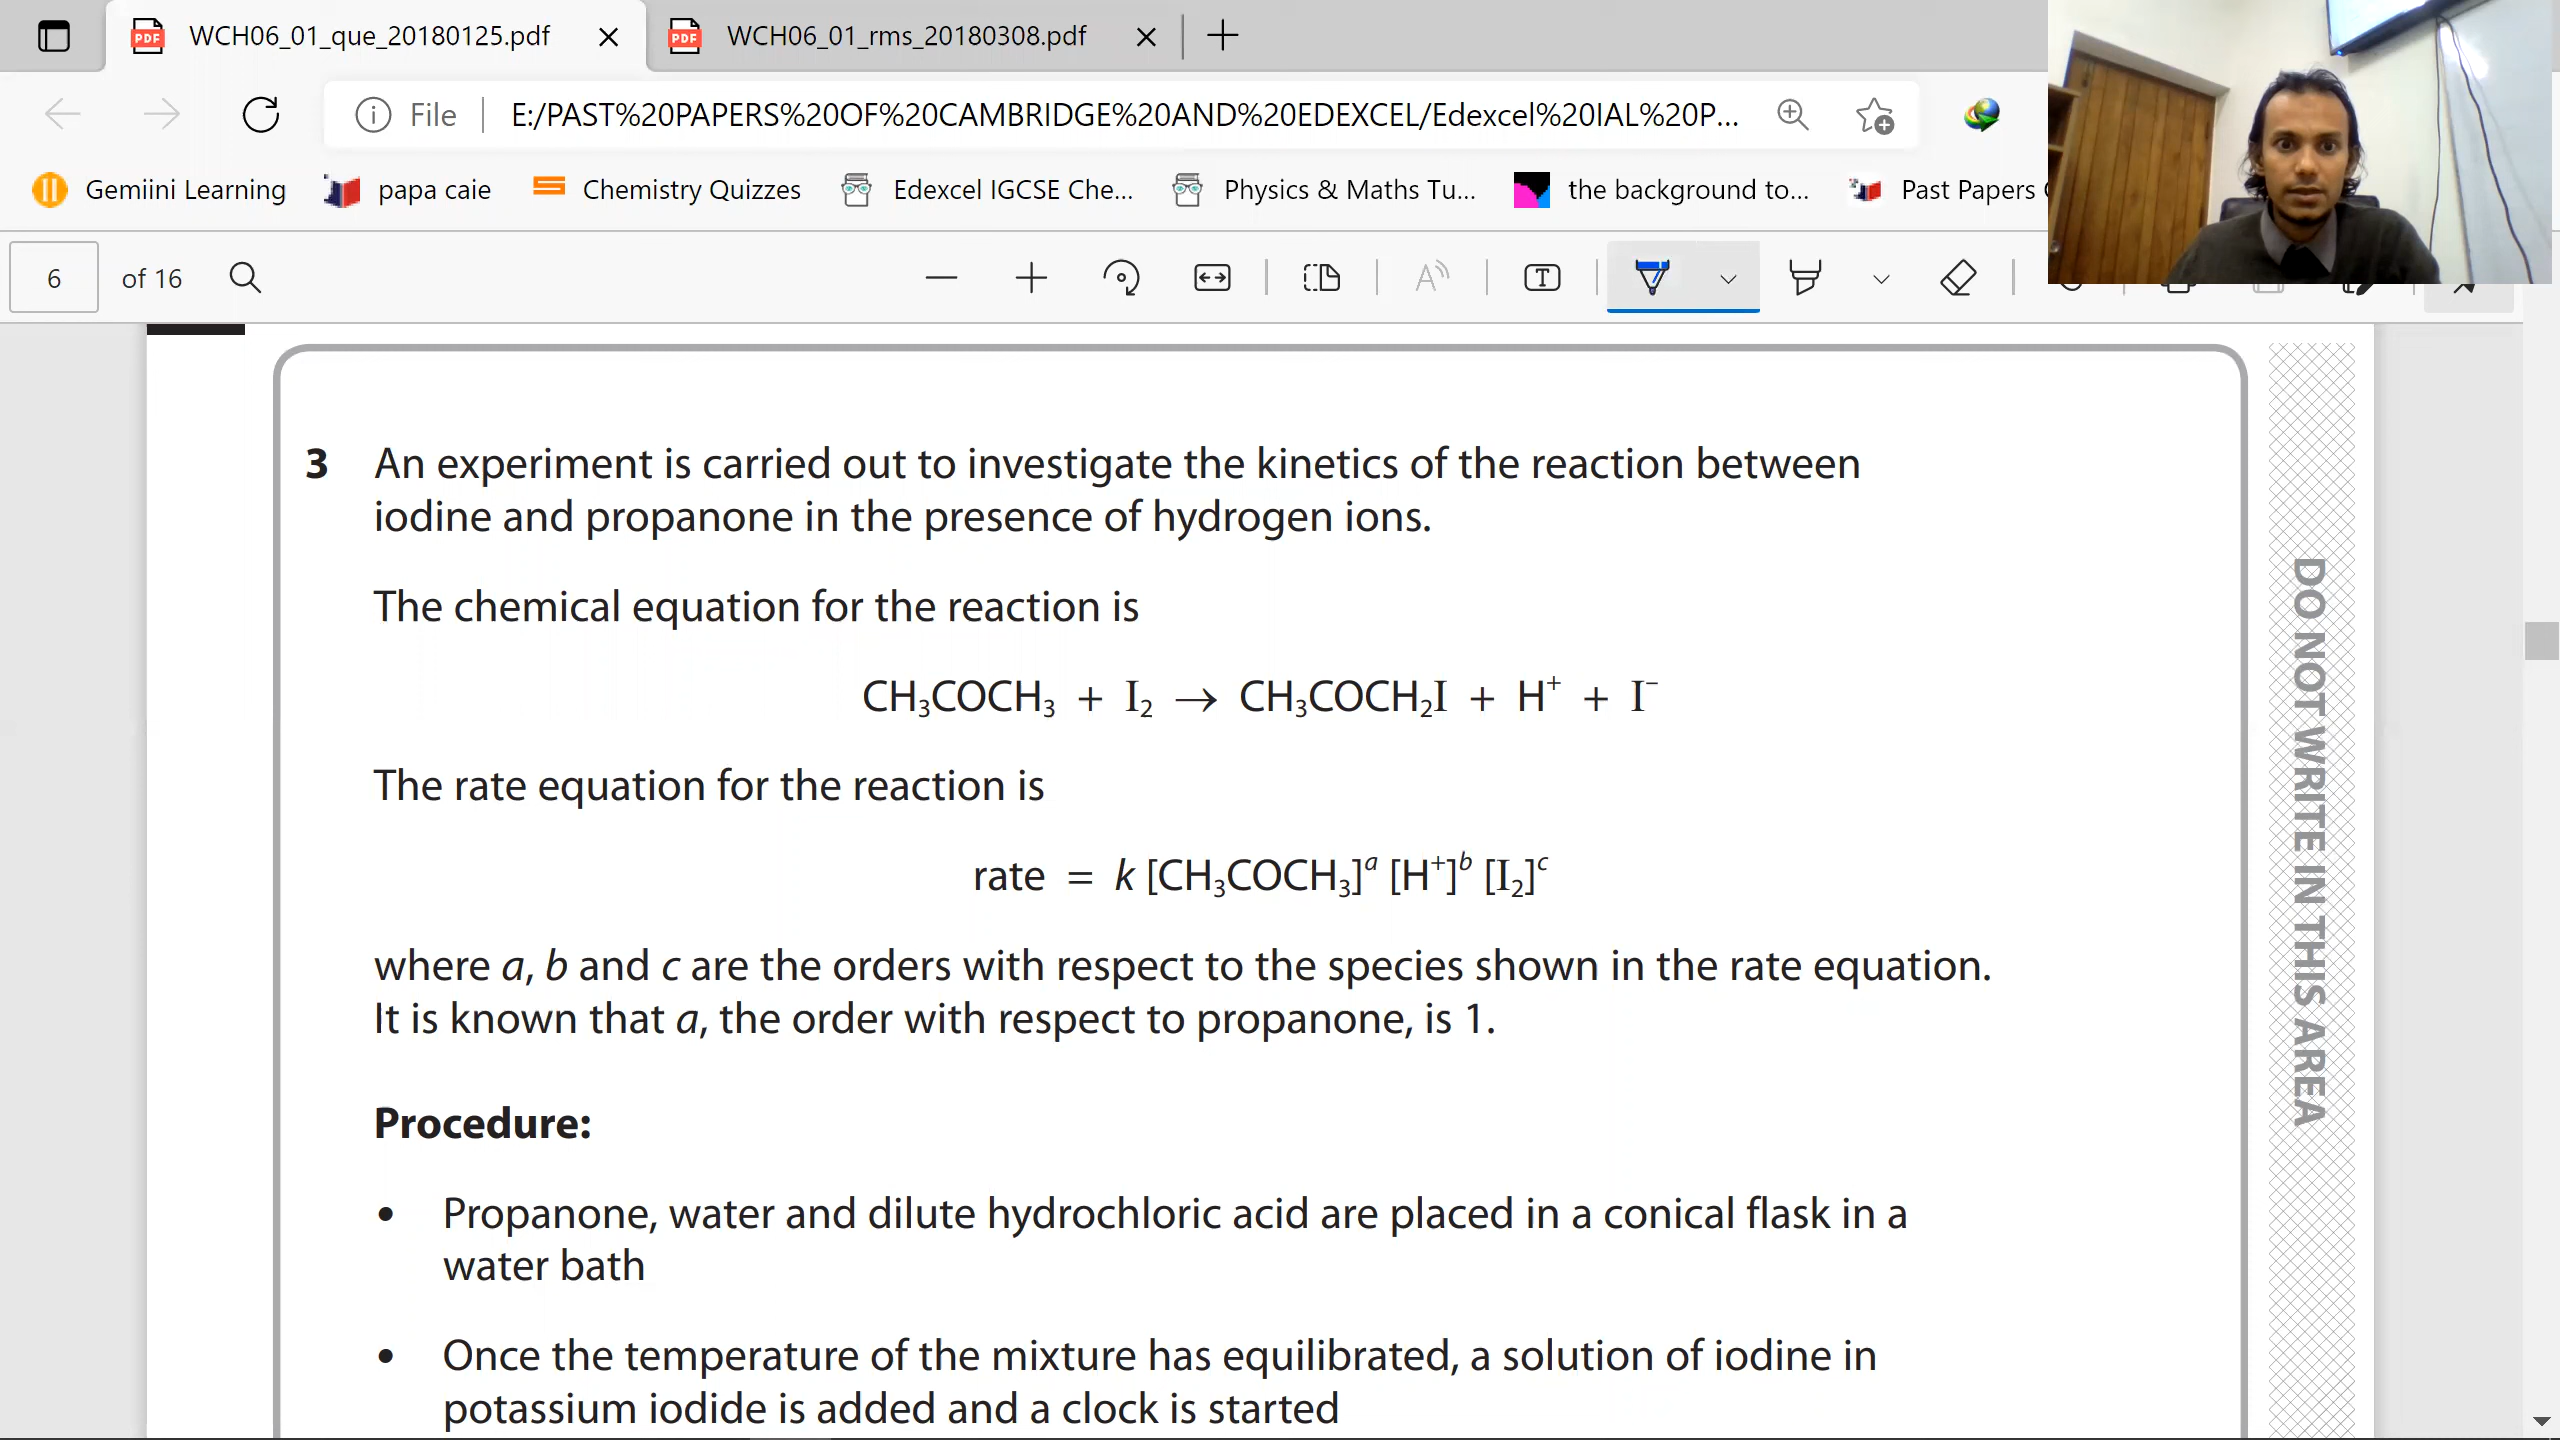 WCH06_01_que_20180125.pdf
WCH06_01_rms_20180308.pdf
File
E:/PAST%20PAPERS%20OF%20CAMBRIDGE%20AND%20EDEXCEL/Edexcel%20IAL%20P...
Gemiini Learning
papa caie
Chemistry Quizzes
Edexcel IGCSE Che...
Physics & Maths Tu...
the background to...
Past Papers
6 of 16
3 An experiment is carried out to investigate the kinetics of the reaction between
iodine and propanone in the presence of hydrogen ions.
The chemical equation for the reaction is
CH₃COCH₃ + I₂ → CH₃COCH₂I + H⁺ + I⁻
The rate equation for the reaction is
rate = k [CH₃COCH₃]ᵃ [H⁺]ᵇ [I₂]ᶜ
where a, b and c are the orders with respect to the species shown in the rate equation.
It is known that a, the order with respect to propanone, is 1.
Procedure:
• Propanone, water and dilute hydrochloric acid are placed in a conical flask in a
water bath
• Once the temperature of the mixture has equilibrated, a solution of iodine in
potassium iodide is added and a clock is started
DO NOT WRITE IN THIS AREA